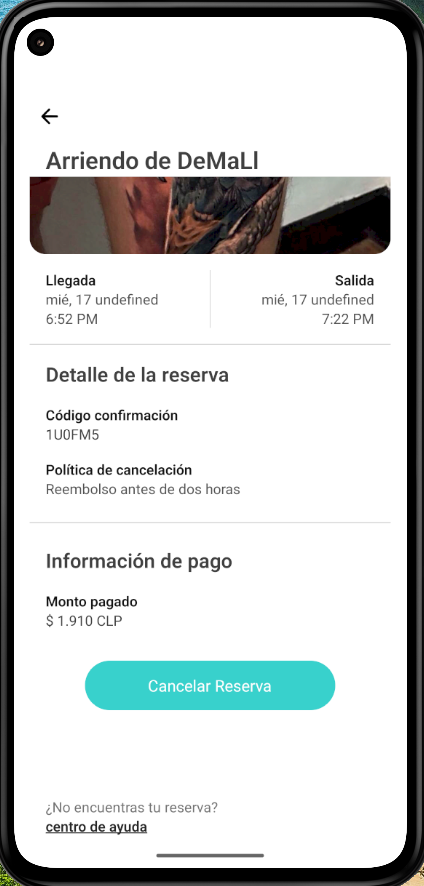 Arriendo de DeMaLl
Llegada
mié, 17 undefined
6:52 PM
Salida
mié, 17 undefined
7:22 PM
Detalle de la reserva
Código confirmación
1U0FM5
Política de cancelación
Reembolso antes de dos horas
Información de pago
Monto pagado
$ 1.910 CLP
Cancelar Reserva
¿No encuentras tu reserva?
centro de ayuda